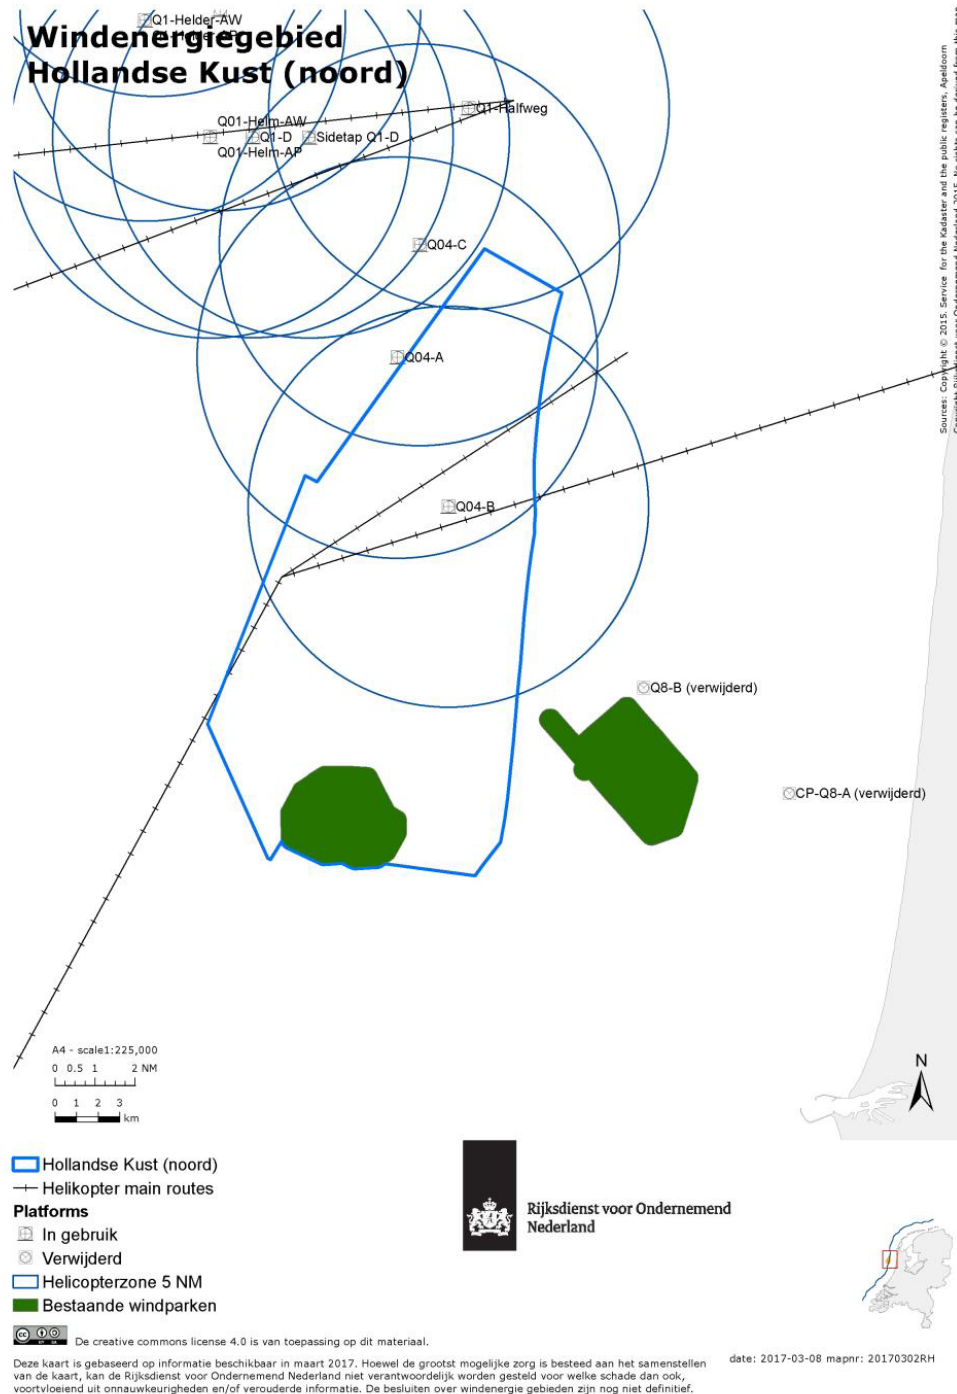 Windenergiegebied
Hollandse Kust (noord)
Q1-Helder-AW
Q1-Halfweg
Q01-Helm-AW
Q1-D
Sidetap Q1-D
Q01-Helm-AP
Q04-C
Q04-A
Q04-B
Q8-B (verwijderd)
CP-Q8-A (verwijderd)
Sources: Copyright © 2015, Service for the Kadaster and the public registers, Apeldoorn
A4 - scale1:225,000
0 0.5 1 2 NM
0 1 2 3
km
N
Hollandse Kust (noord)
Helikopter main routes
Platforms
In gebruik
Verwijderd
Helicopterzone 5 NM
Bestaande windparken
Rijksdienst voor Ondernemend
Nederland
cc
De creative commons license 4.0 is van toepassing op dit materiaal.
Deze kaart is gebaseerd op informatie beschikbaar in maart 2017. Hoewel de grootst mogelijke zorg is besteed aan het samenstellen
van de kaart, kan de Rijksdienst voor Ondernemend Nederland niet verantwoordelijk worden gesteld voor welke schade dan ook,
voortvloeiend uit onnauwkeurigheden en/of verouderde informatie. De besluiten over windenergie gebieden zijn nog niet definitief.
date: 2017-03-08 mapnr: 20170302RH